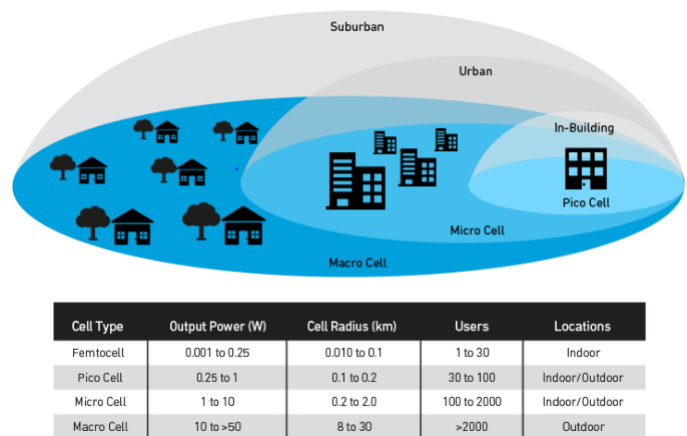 Suburban
Urban
In-Building
Pico Cell
Micro Cell
Macro Cell
Cell Type Output Power (W) Cell Radius (km) Users Locations
Femtocell 0.001 to 0.25 0.010 to 0.1 1 to 30 Indoor
Pico Cell 0.25 to 1 0.1 to 0.2 30 to 100 Indoor/Outdoor
Micro Cell 1 to 10 0.2 to 2.0 100 to 2000 Indoor/Outdoor
Macro Cell 10 to >50 8 to 30 >2000 Outdoor